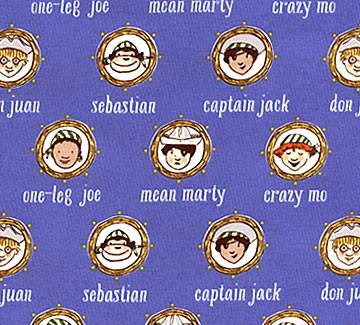 one-leg joe mean marty crazy mo
n juan sebastian captain jack don j
one-leg joe mean marty crazy mo
juan sebastian captain jack don ju